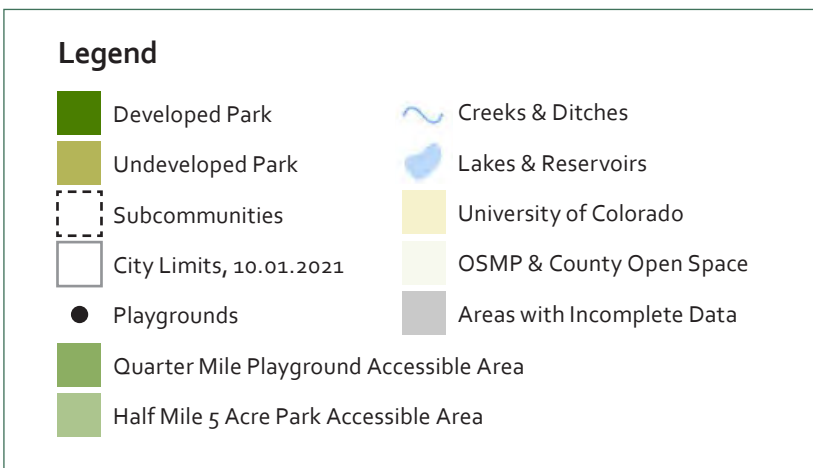 Legend
Developed Park
Undeveloped Park
Subcommunities
City Limits, 10.01.2021
Playgrounds
Quarter Mile Playground Accessible Area
Half Mile 5 Acre Park Accessible Area
Creeks & Ditches
Lakes & Reservoirs
University of Colorado
OSMP & County Open Space
Areas with Incomplete Data